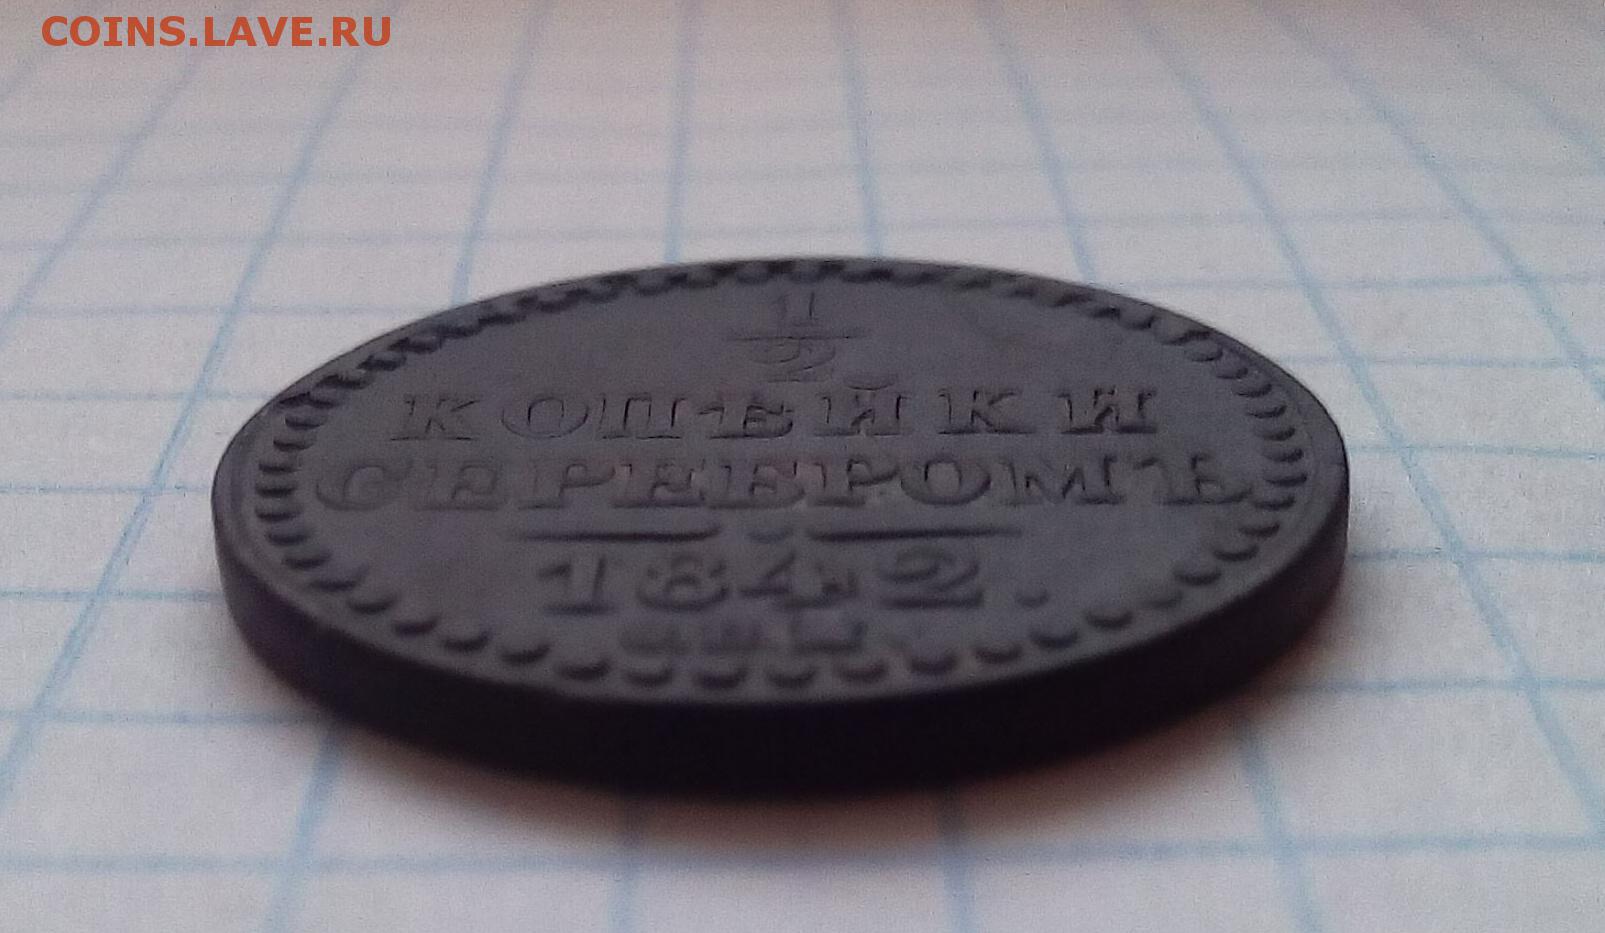 COINS.LAVE.RU
1
2
КОПѢЙКИ
СЕРЕБРОМЪ
1842.